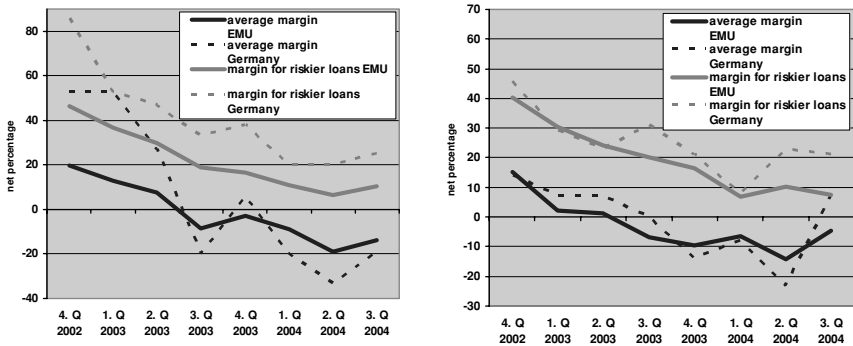 80
60
40
20
0
-20
-40
net percentage
average margin
EMU
average margin
Germany
margin for riskier loans EMU
margin for riskier loans
Germany
4. Q 1. Q 2. Q 3. Q 4. Q 1. Q 2. Q 3. Q
2002 2003 2003 2003 2003 2004 2004 2004
70
60
50
40
30
20
10
0
-10
-20
-30
net percentage
average margin
EMU
average margin
Germany
margin for riskier loans
EMU
margin for riskier loans
Germany
4. Q 1. Q 2. Q 3. Q 4. Q 1. Q 2. Q 3. Q
2002 2003 2003 2003 2003 2004 2004 2004